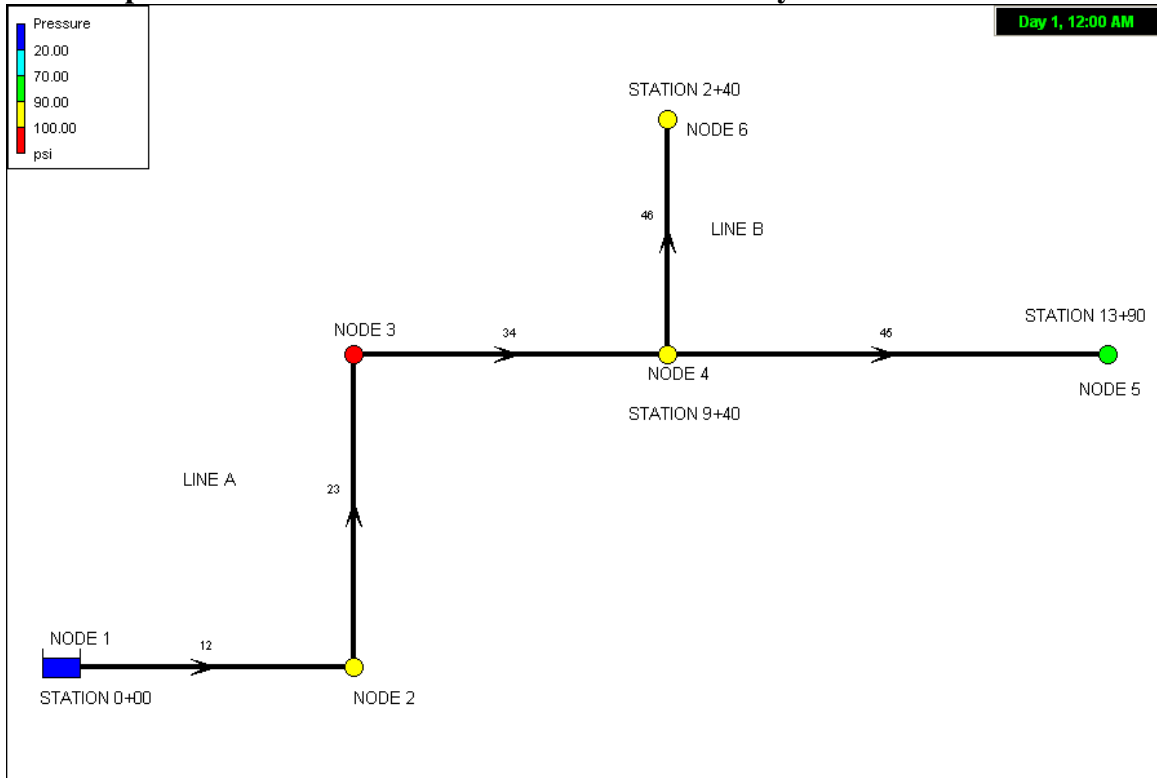 Pressure
20.00
70.00
90.00
100.00
psi
Day 1, 12:00 AM
STATION 2+40
NODE 6
46
LINE B
STATION 13+90
NODE 3
34
45
NODE 4
NODE 5
STATION 9+40
LINE A
23
NODE 1
12
STATION 0+00
NODE 2